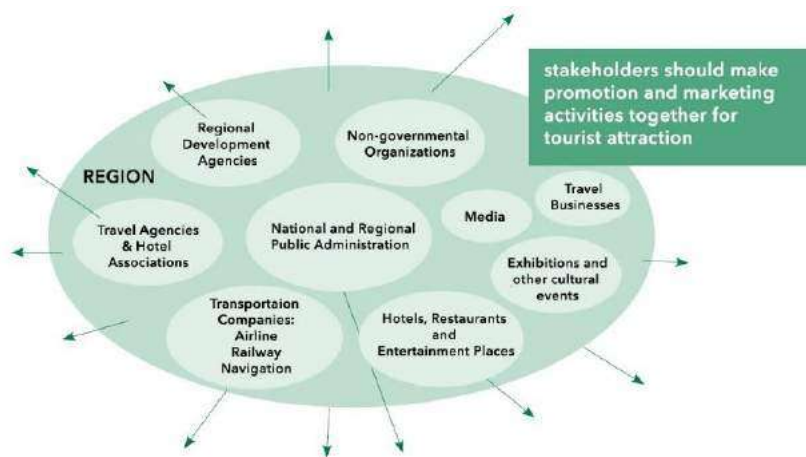 stakeholders should make
promotion and marketing
activities together for
tourist attraction
Regional
Development
Agencies
Non-governmental
Organizations
REGION
Travel
Businesses
Media
National and Regional
Public Administration
Travel Agencies
& Hotel
Associations
Exhibitions and
other cultural
events
Transportaion
Companies:
Airline
Railway
Navigation
Hotels, Restaurants
and
Entertainment Places